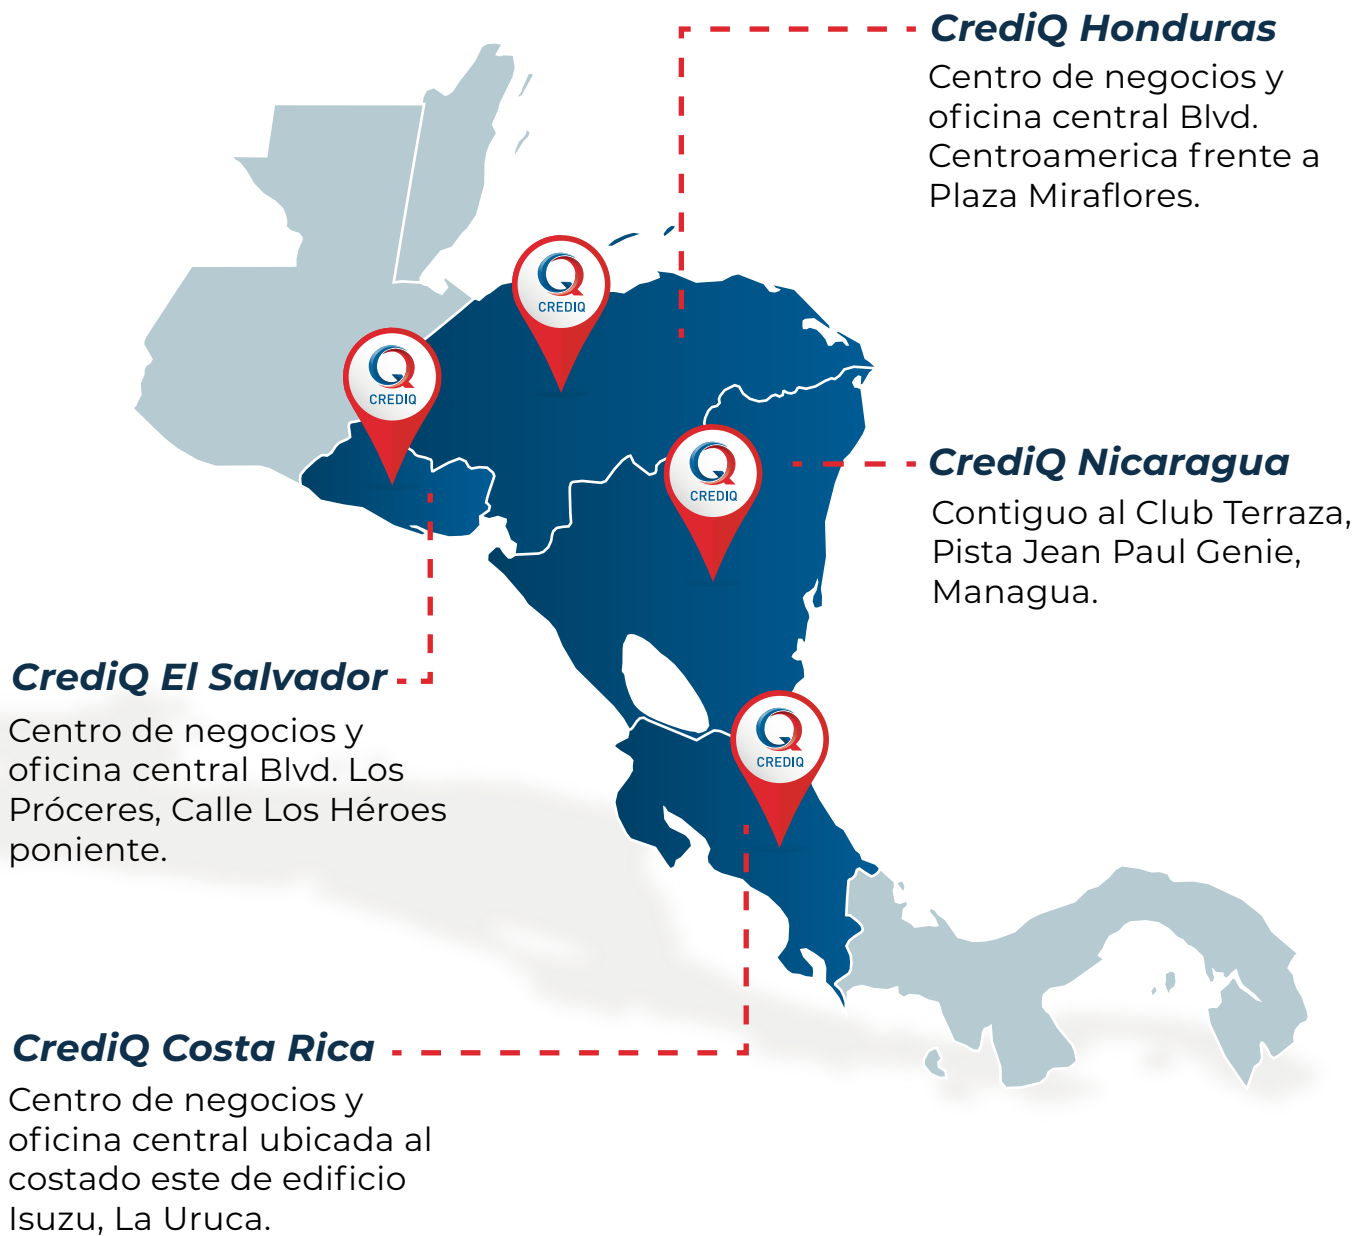 CrediQ Honduras
Centro de negocios y
oficina central Blvd.
Centroamerica frente a
Plaza Miraflores.
CREDIQ
CREDIQ
CREDIQ
CrediQ Nicaragua
Contiguo al Club Terraza,
Pista Jean Paul Genie,
Managua.
CrediQ El Salvador
Centro de negocios y
oficina central Blvd. Los
Próceres, Calle Los Héroes
poniente.
CREDIQ
CrediQ Costa Rica
Centro de negocios y
oficina central ubicada al
costado este de edificio
Isuzu, La Uruca.